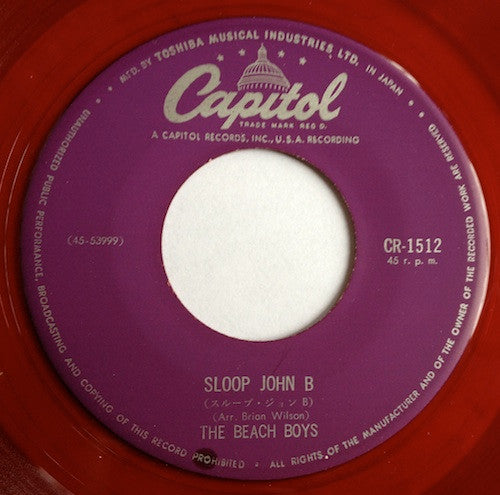 MFD. BY TOSHIBA MUSICAL INDUSTRIES, LTD. IN JAPAN
Capitol
TRADE MARK REG'D.
A CAPITOL RECORDS, INC., U.S.A. RECORDING
(45-53999)
CR-1512
45 r. p. m.
SLOOP JOHN B
(スループ・ジョンB)
(Arr. Brian Wilson)
THE BEACH BOYS
UNAUTHORIZED PUBLIC PERFORMANCE, BROADCASTING AND COPYING OF THIS RECORD PROHIBITED • ALL RIGHTS OF THE MANUFACTURER AND OF THE OWNER OF THE RECORDED WORK ARE RESERVED